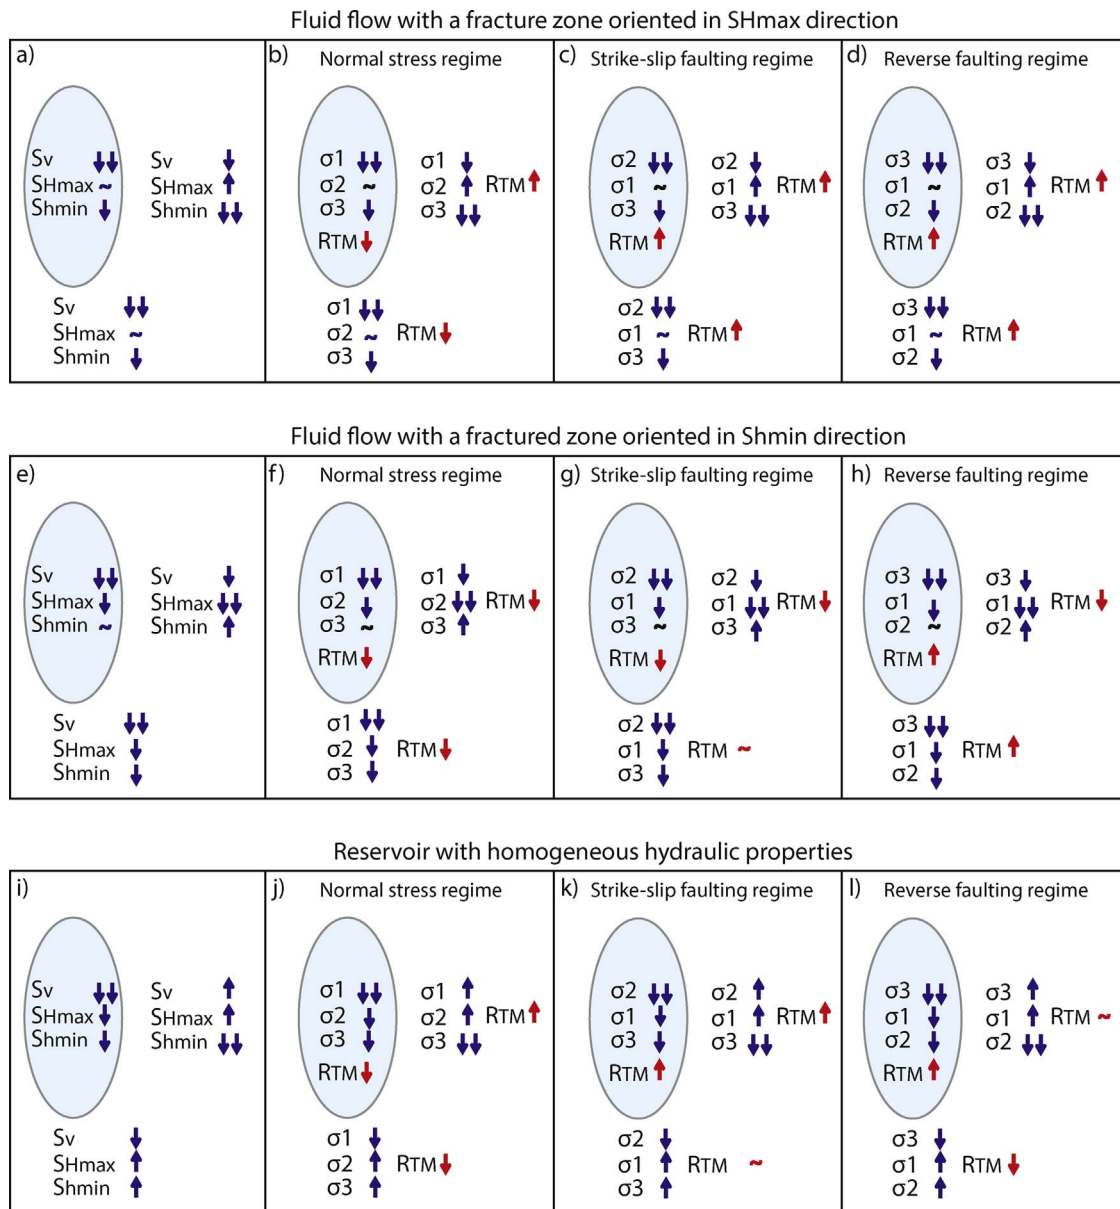 Fluid flow with a fracture zone oriented in SHmax direction
a)
Sv ↓↓
SHmax ~
Shmin ↓
Sv ↓
SHmax ↑
Shmin ↓↓
Sv ↓↓
SHmax ~
Shmin ↓
b) Normal stress regime
σ1 ↓↓
σ2 ~
σ3 ↓
RTM ↓
σ1 ↓
σ2 ↑ RTM ↑
σ3 ↓↓
σ1 ↓↓
σ2 ~ RTM ↓
σ3 ↓
c) Strike-slip faulting regime
σ2 ↓↓
σ1 ~
σ3 ↓
RTM ↑
σ2 ↓
σ1 ↑ RTM ↑
σ3 ↓↓
σ2 ↓↓
σ1 ~ RTM ↑
σ3 ↓
d) Reverse faulting regime
σ3 ↓↓
σ1 ~
σ2 ↓
RTM ↑
σ3 ↓
σ1 ↑ RTM ↑
σ2 ↓↓
σ3 ↓↓
σ1 ~ RTM ↑
σ2 ↓
Fluid flow with a fractured zone oriented in Shmin direction
e)
Sv ↓↓
SHmax ↓
Shmin ~
Sv ↓
SHmax ↓↓
Shmin ↑
Sv ↓↓
SHmax ↓
Shmin ↓
f) Normal stress regime
σ1 ↓↓
σ2 ↓
σ3 ~
RTM ↓
σ1 ↓
σ2 ↓↓ RTM ↓
σ3 ↑
σ1 ↓↓
σ2 ↓ RTM ↓
σ3 ↓
g) Strike-slip faulting regime
σ2 ↓↓
σ1 ↓
σ3 ~
RTM ↓
σ2 ↓
σ1 ↓↓ RTM ↓
σ3 ↑
σ2 ↓↓
σ1 ↓ RTM ~
σ3 ↓
h) Reverse faulting regime
σ3 ↓↓
σ1 ↓
σ2 ~
RTM ↑
σ3 ↓
σ1 ↓↓ RTM ↓
σ2 ↑
σ3 ↓↓
σ1 ↓ RTM ↑
σ2 ↓
Reservoir with homogeneous hydraulic properties
i)
Sv ↓↓
SHmax ↓
Shmin ↓
Sv ↑
SHmax ↑
Shmin ↓↓
Sv ↓
SHmax ↑
Shmin ↑
j) Normal stress regime
σ1 ↓↓
σ2 ↓
σ3 ↓
RTM ↓
σ1 ↑
σ2 ↑ RTM ↑
σ3 ↓↓
σ1 ↓
σ2 ↑ RTM ↓
σ3 ↑
k) Strike-slip faulting regime
σ2 ↓↓
σ1 ↓
σ3 ↓
RTM ↑
σ2 ↑
σ1 ↑ RTM ↑
σ3 ↓↓
σ2 ↓
σ1 ↑ RTM ~
σ3 ↑
l) Reverse faulting regime
σ3 ↓↓
σ1 ↓
σ2 ↓
RTM ↑
σ3 ↑
σ1 ↑ RTM ~
σ2 ↓↓
σ3 ↓
σ1 ↑ RTM ↓
σ2 ↑